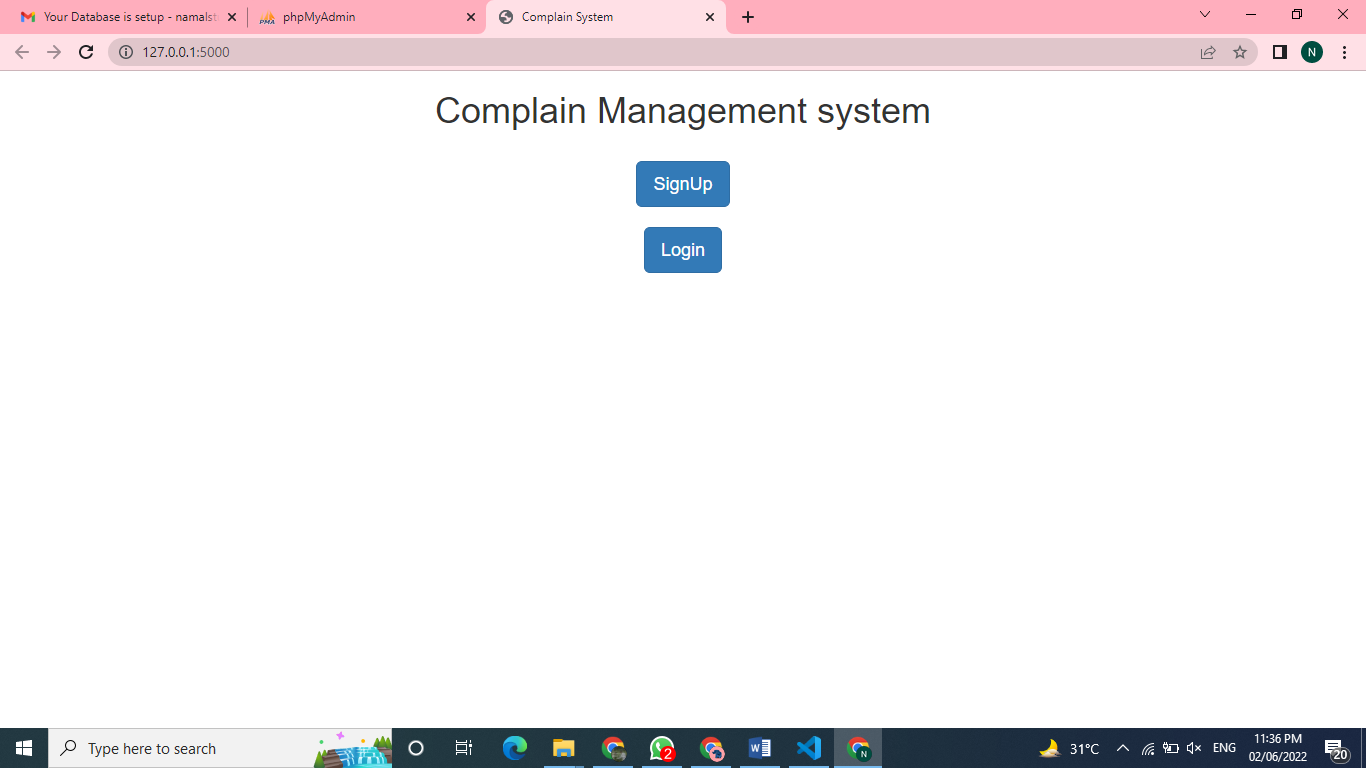 Your Database is setup - namalst
phpMyAdmin
Complain System
127.0.0.1:5000
N
Complain Management system
SignUp
Login
Type here to search
2
W
N
31°C
ENG
11:36 PM
02/06/2022
20